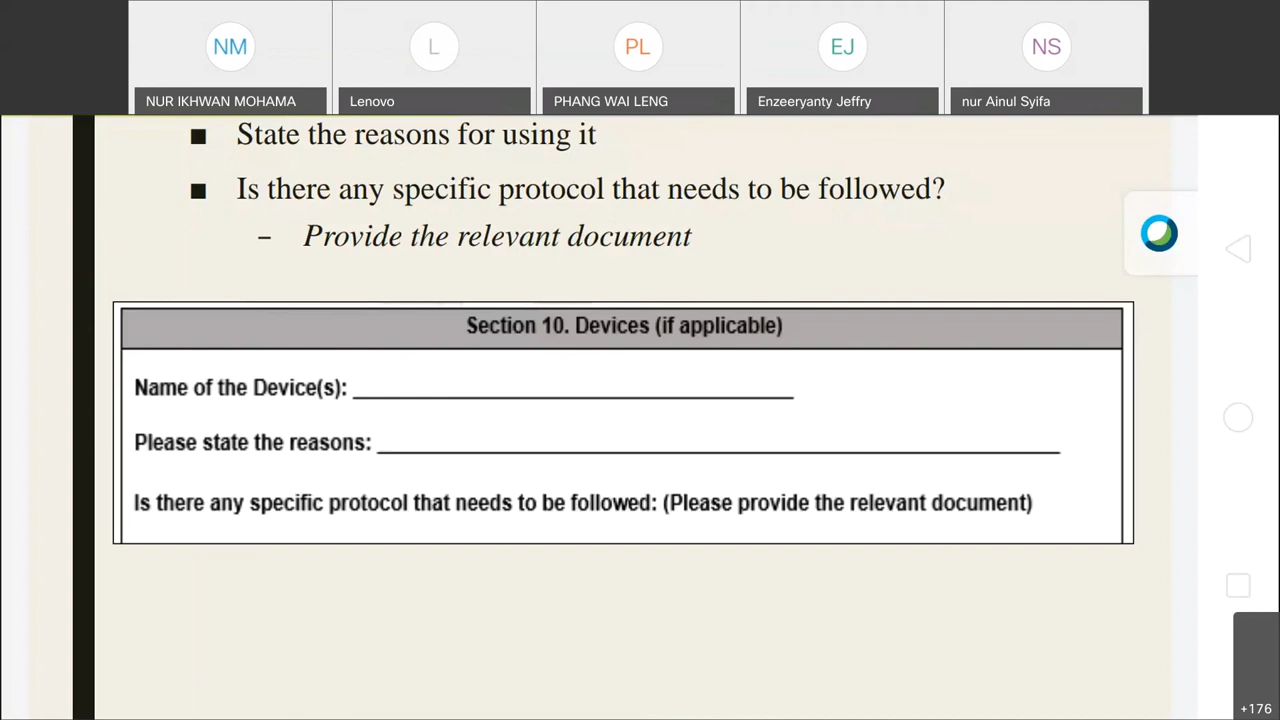 NM
L
PL
EJ
NS
NUR IKHWAN MOHAMA
Lenovo
PHANG WAI LENG
Enzeeryanty Jeffry
nur Ainul Syifa
■ State the reasons for using it
■ Is there any specific protocol that needs to be followed?
– Provide the relevant document
Section 10. Devices (if applicable)
Name of the Device(s):
Please state the reasons:
Is there any specific protocol that needs to be followed: (Please provide the relevant document)
+176